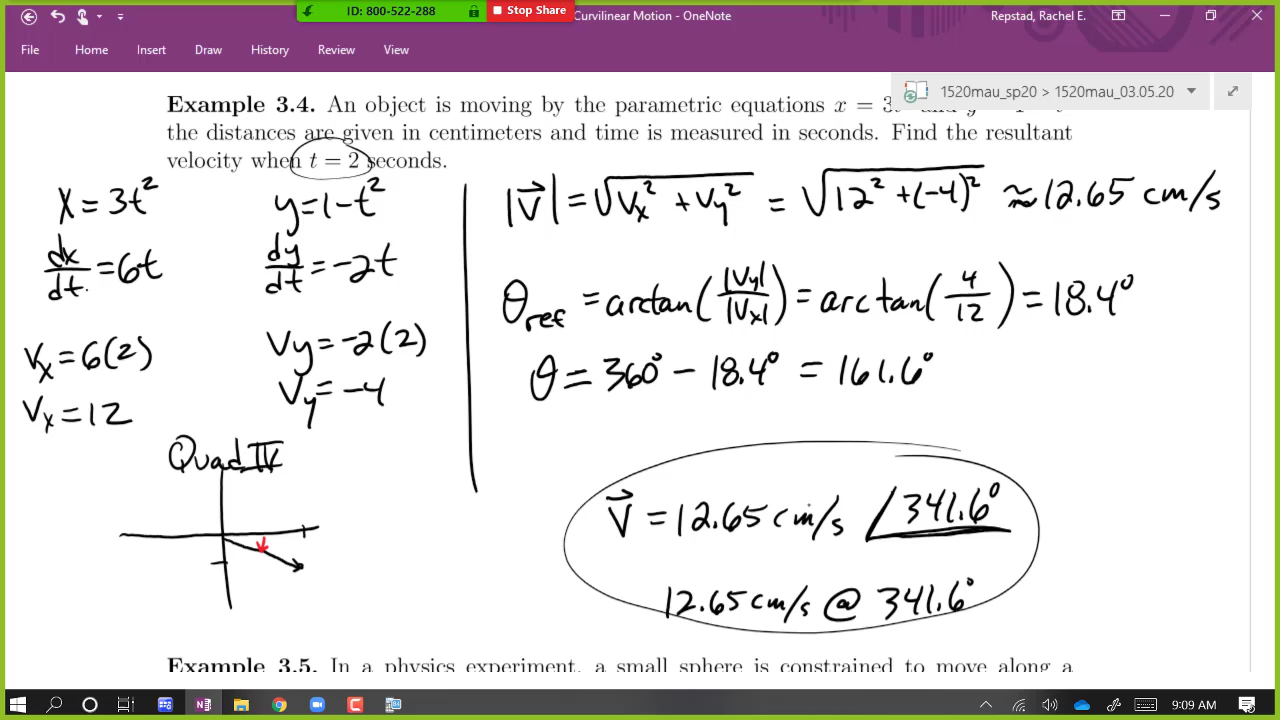 ID: 800-522-288
Stop Share
Curvilinear Motion - OneNote
Repstad, Rachel E.
File Home Insert Draw History Review View
1520mau_sp20 > 1520mau_03.05.20
Example 3.4. An object is moving by the parametric equations x = 3
the distances are given in centimeters and time is measured in seconds. Find the resultant
velocity when t = 2 seconds.
x = 3t²
dx/dt = 6t
Vx = 6(2)
Vx = 12
y = 1 - t²
dy/dt = -2t
Vy = -2(2)
Vy = -4
Quad IV
|V⃗| = √(Vx² + Vy²) = √(12² + (-4)²) ≈ 12.65 cm/s
θref = arctan(|Vy|/|Vx|) = arctan(4/12) = 18.4°
θ = 360° - 18.4° = 161.6°
V⃗ = 12.65 cm/s ∠341.6°
12.65 cm/s @ 341.6°
Example 3.5. In a physics experiment, a small sphere is constrained to move along a
9:09 AM